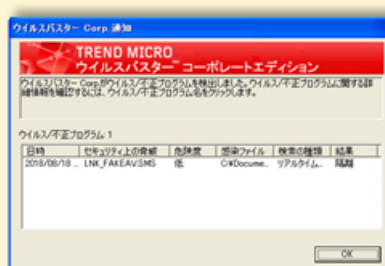 ウイルスバスター Corp.通知
TREND MICRO
ウイルスバスター™ コーポレートエディション
ウイルスバスター Corp.がウイルス/不正プログラムを検出しました。ウイルス/不正プログラムに関する詳
細情報を確認するには、ウイルス/不正プログラム名をクリックします。
ウイルス/不正プログラム: 1
日時 セキュリティ上の脅威 危険度 感染ファイル 検索の種類 結果
2018/08/18 ... LNK_FAKEAV.SMS 低 C:¥Docume... リアルタイム... 隔離
OK